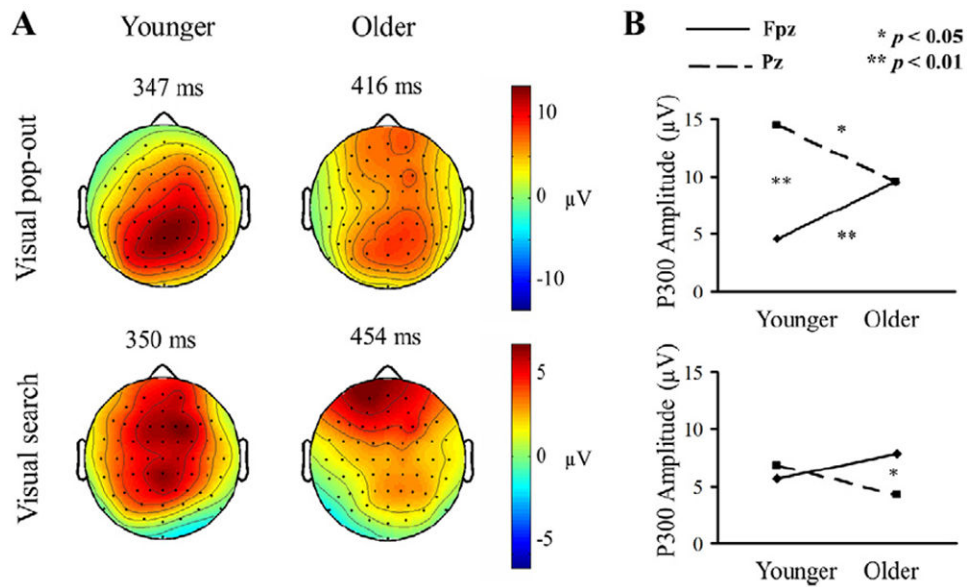 A
Younger
Older
Visual pop-out
347 ms
416 ms
10
0
μV
-10
Visual search
350 ms
454 ms
5
0
μV
-5
B
Fpz
Pz
* p < 0.05
** p < 0.01
P300 Amplitude (μV)
15
10
5
0
*
**
**
Younger
Older
P300 Amplitude (μV)
15
10
5
0
*
Younger
Older